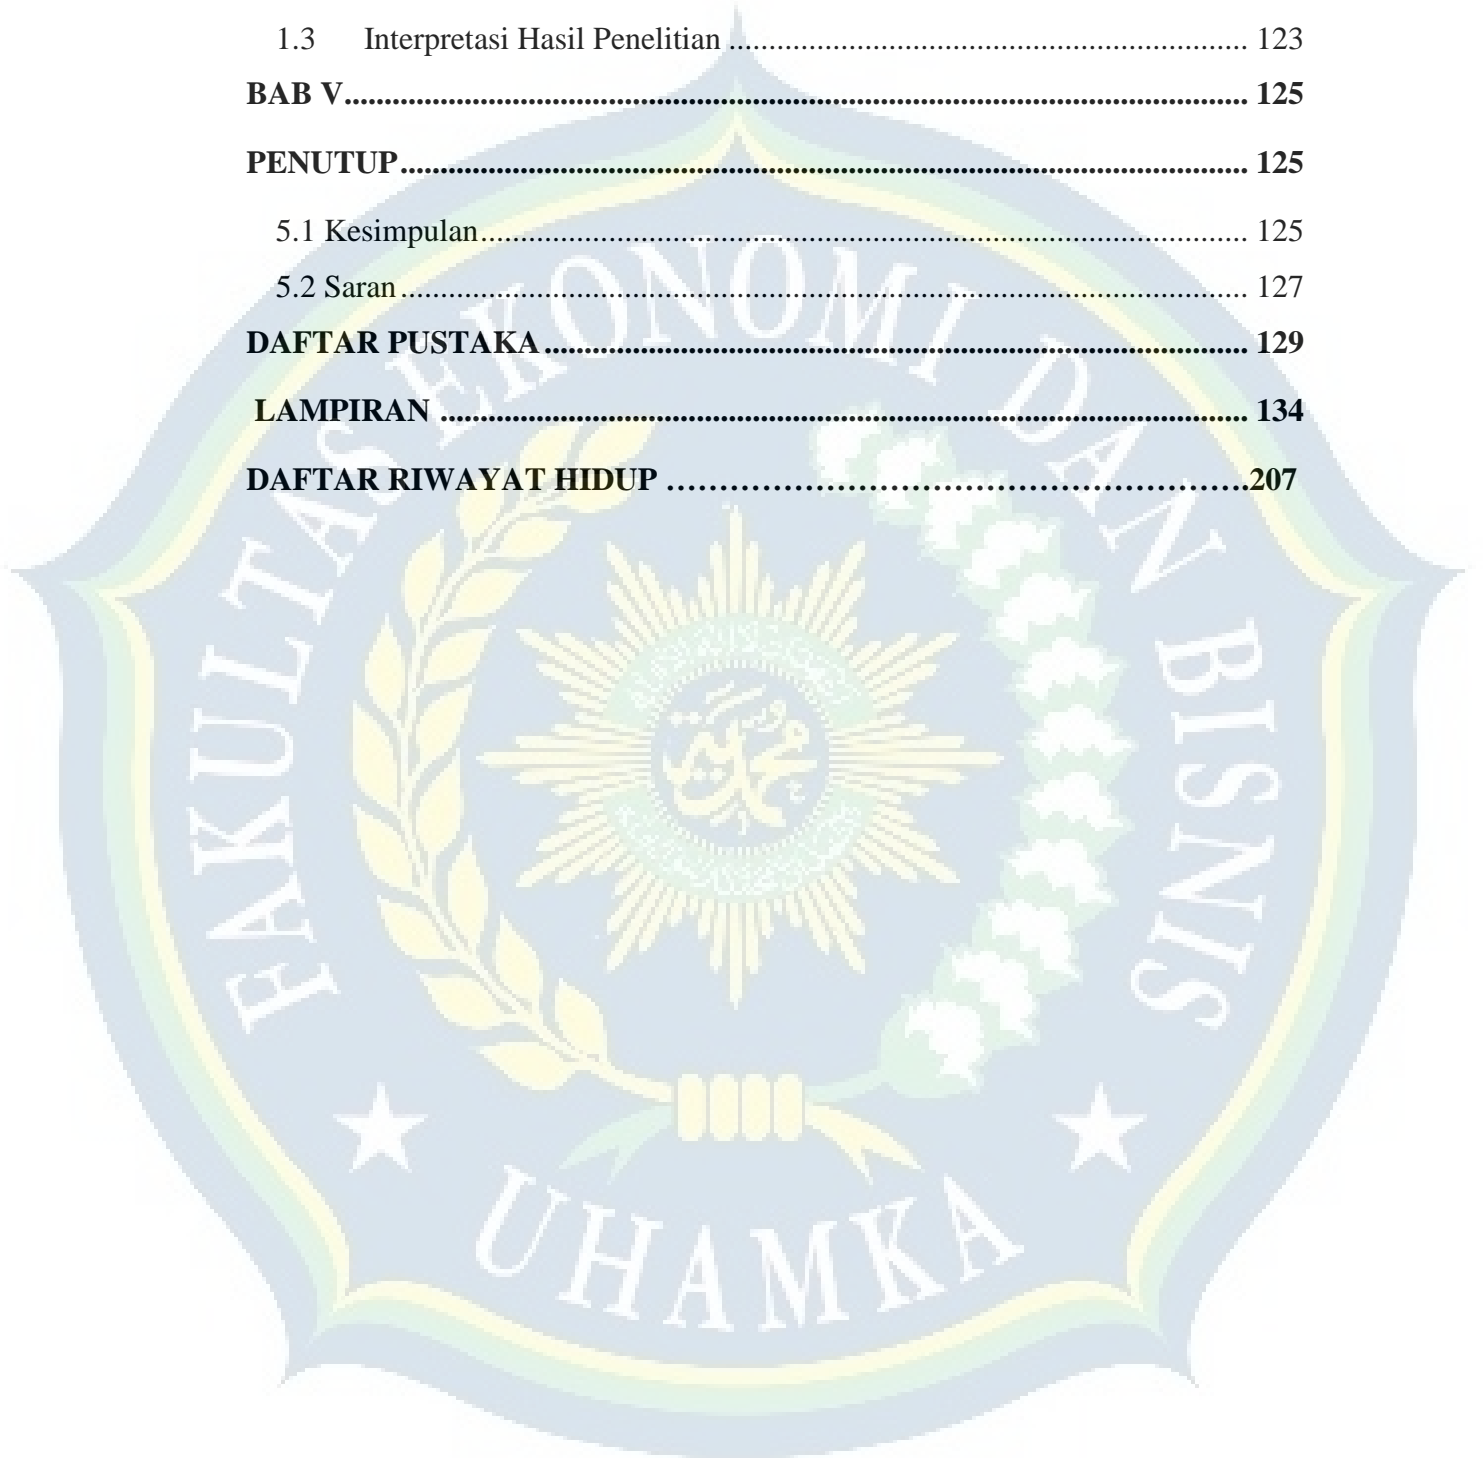 1.3 Interpretasi Hasil Penelitian ................................................................ 123
BAB V................................................................................................................ 125
PENUTUP......................................................................................................... 125
5.1 Kesimpulan............................................................................................... 125
5.2 Saran......................................................................................................... 127
DAFTAR PUSTAKA....................................................................................... 129
LAMPIRAN .................................................................................................... 134
DAFTAR RIWAYAT HIDUP ……………………………………………………….207
FAKULTAS EKONOMI DAN BISNIS
محمدية
UHAMKA